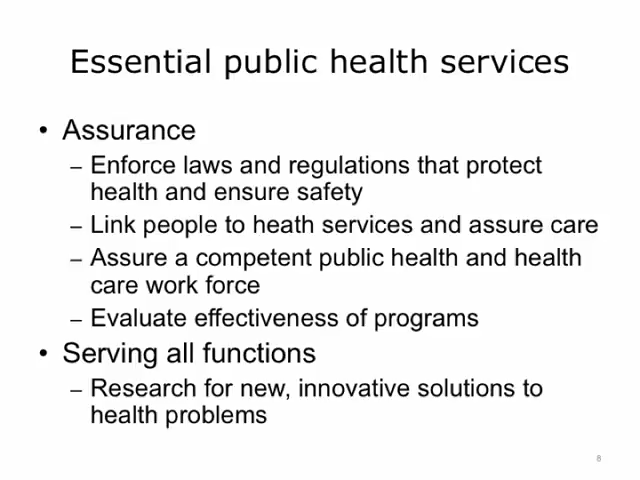 Essential public health services
• Assurance
– Enforce laws and regulations that protect
health and ensure safety
– Link people to heath services and assure care
– Assure a competent public health and health
care work force
– Evaluate effectiveness of programs
• Serving all functions
– Research for new, innovative solutions to
health problems
8